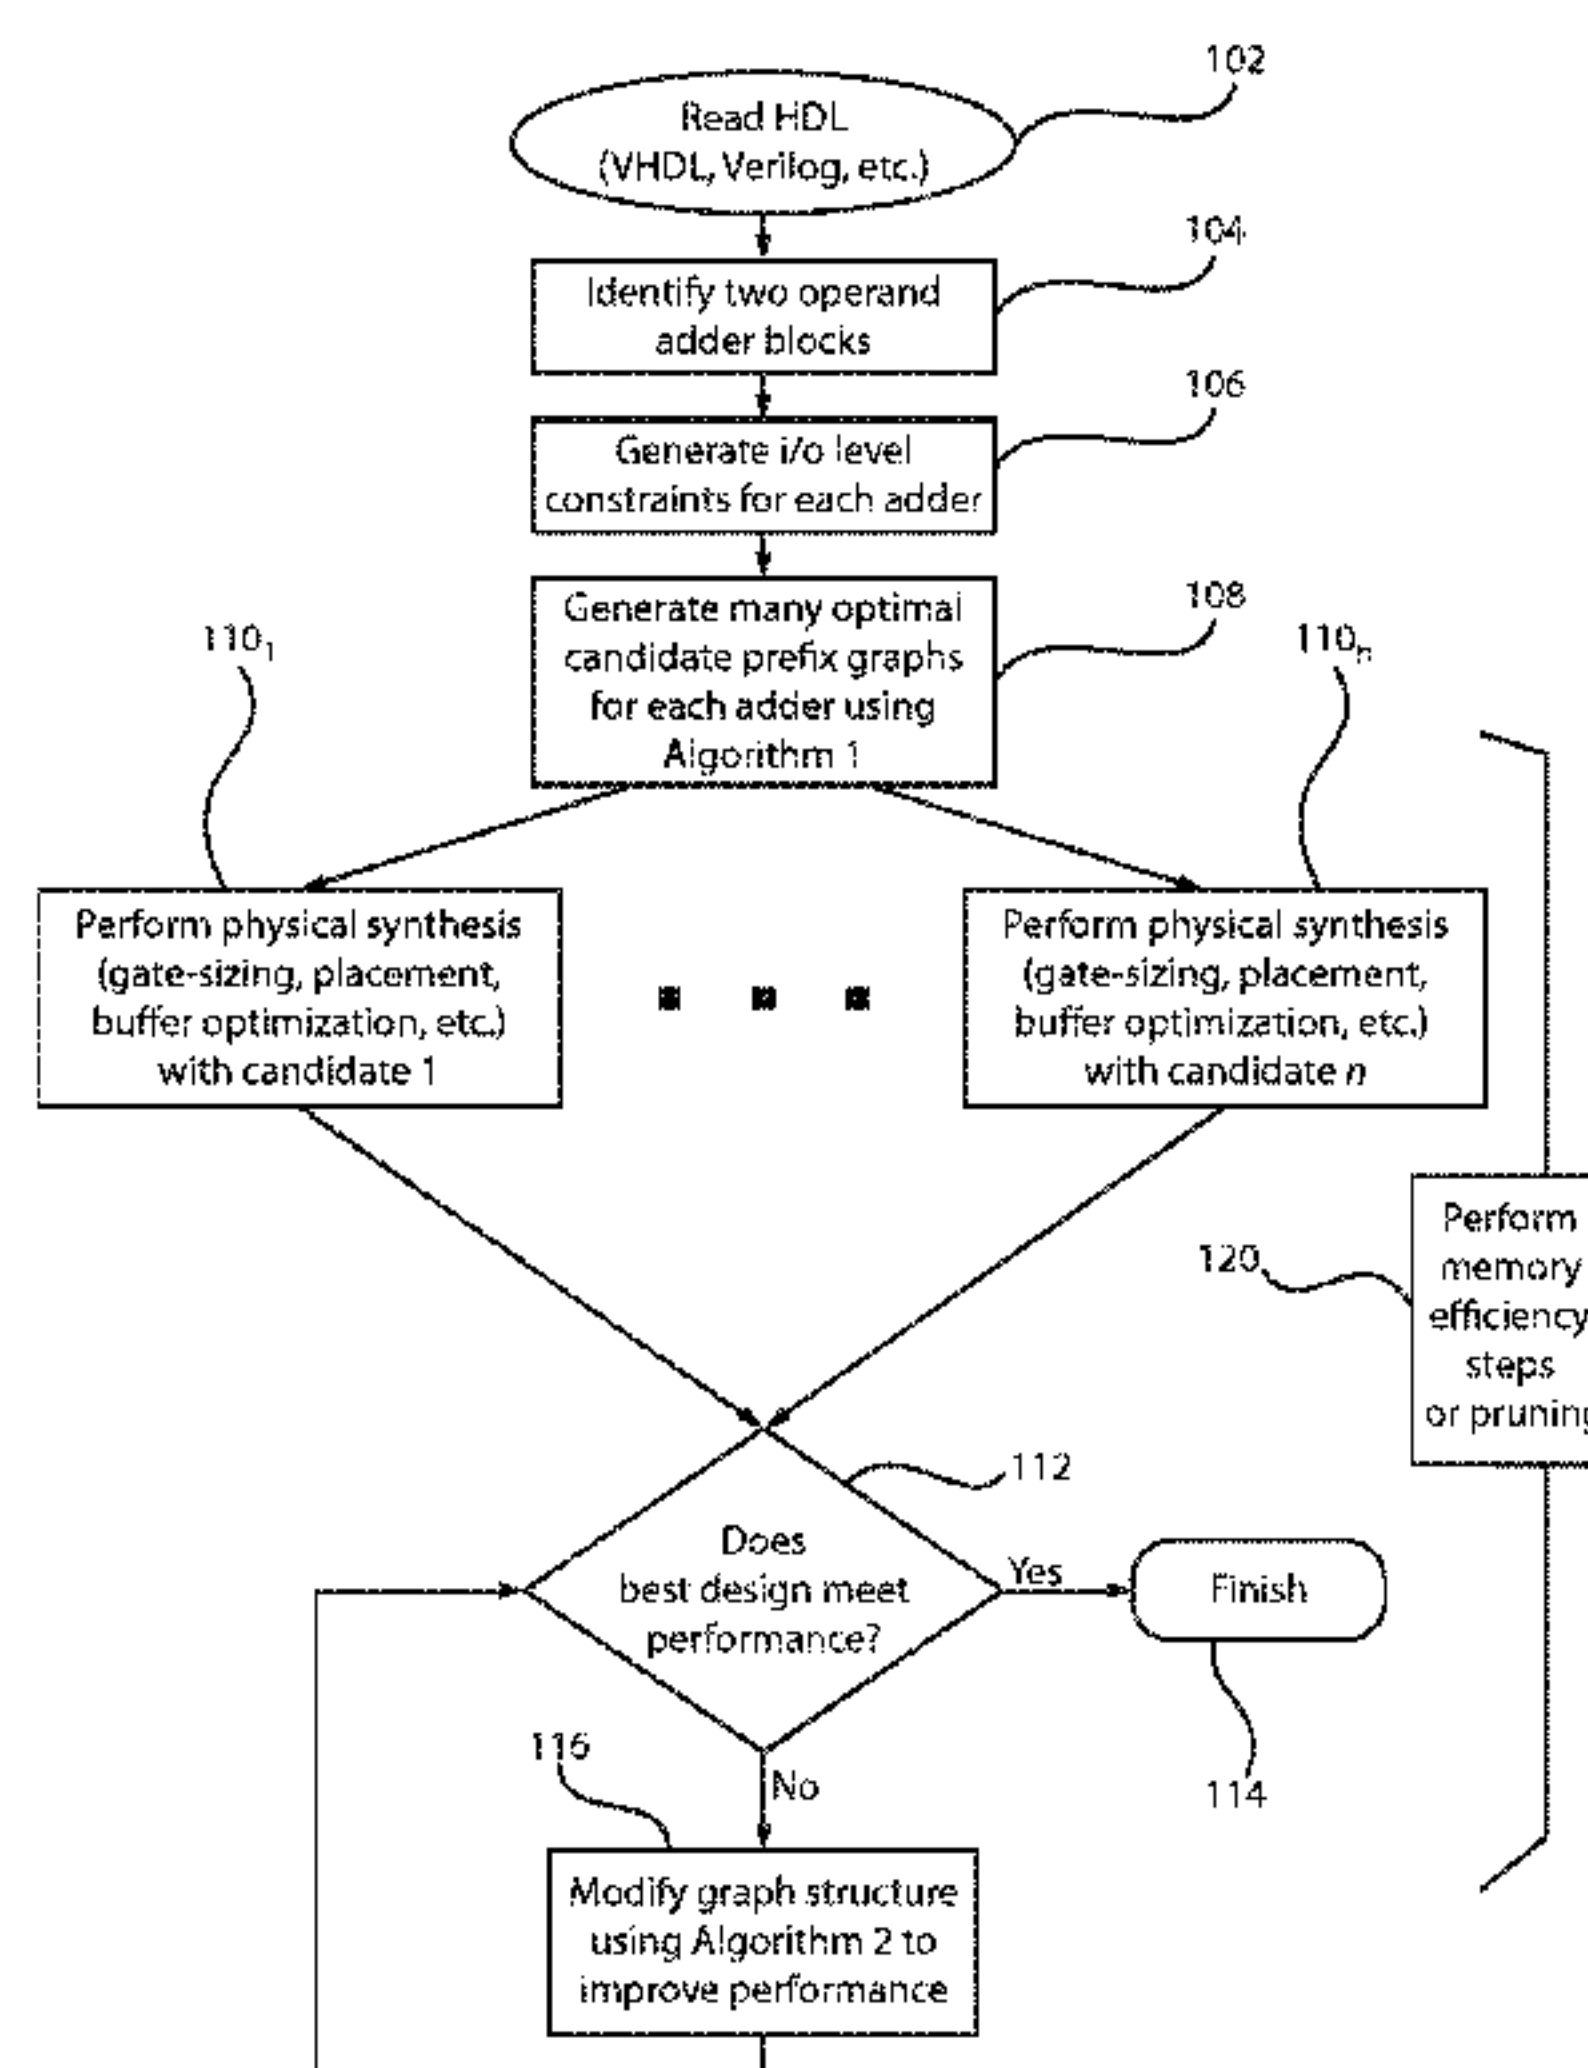 102
Read HDL
(VHDL, Verilog, etc.)
104
Identify two operand
adder blocks
106
Generate i/o level
constraints for each adder
108
Generate many optimal
candidate prefix graphs
for each adder using
Algorithm 1
110₁
110ₙ
Perform physical synthesis
(gate-sizing, placement,
buffer optimization, etc.)
with candidate 1
Perform physical synthesis
(gate-sizing, placement,
buffer optimization, etc.)
with candidate n
120
Perform
memory
efficiency
steps
or pruning
112
Does
best design meet
performance?
Yes
Finish
114
No
116
Modify graph structure
using Algorithm 2 to
improve performance